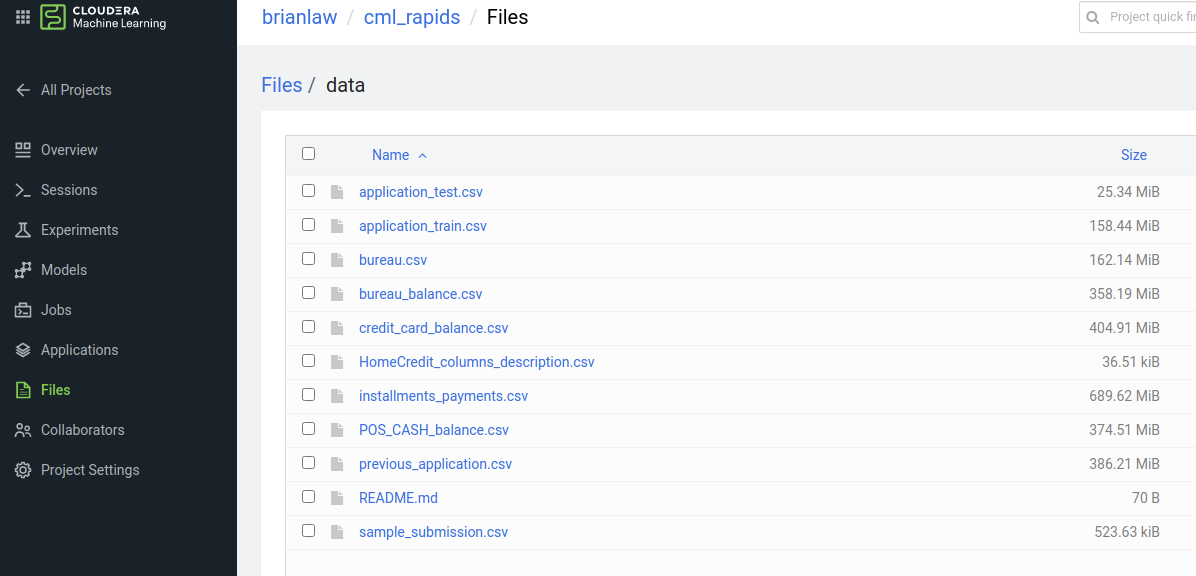 CLOUDERA
Machine Learning
brianlaw / cml_rapids / Files
Project quick fin
All Projects
Files / data
Overview
Sessions
Experiments
Models
Jobs
Applications
Files
Collaborators
Project Settings
Name Size
application_test.csv 25.34 MiB
application_train.csv 158.44 MiB
bureau.csv 162.14 MiB
bureau_balance.csv 358.19 MiB
credit_card_balance.csv 404.91 MiB
HomeCredit_columns_description.csv 36.51 kiB
installments_payments.csv 689.62 MiB
POS_CASH_balance.csv 374.51 MiB
previous_application.csv 386.21 MiB
README.md 70 B
sample_submission.csv 523.63 kiB